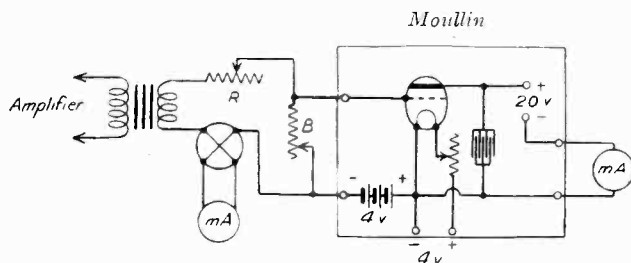 Moullin
Amplifier
R
B
mA
- +
4 v
- +
4 v
+
20 v
-
mA